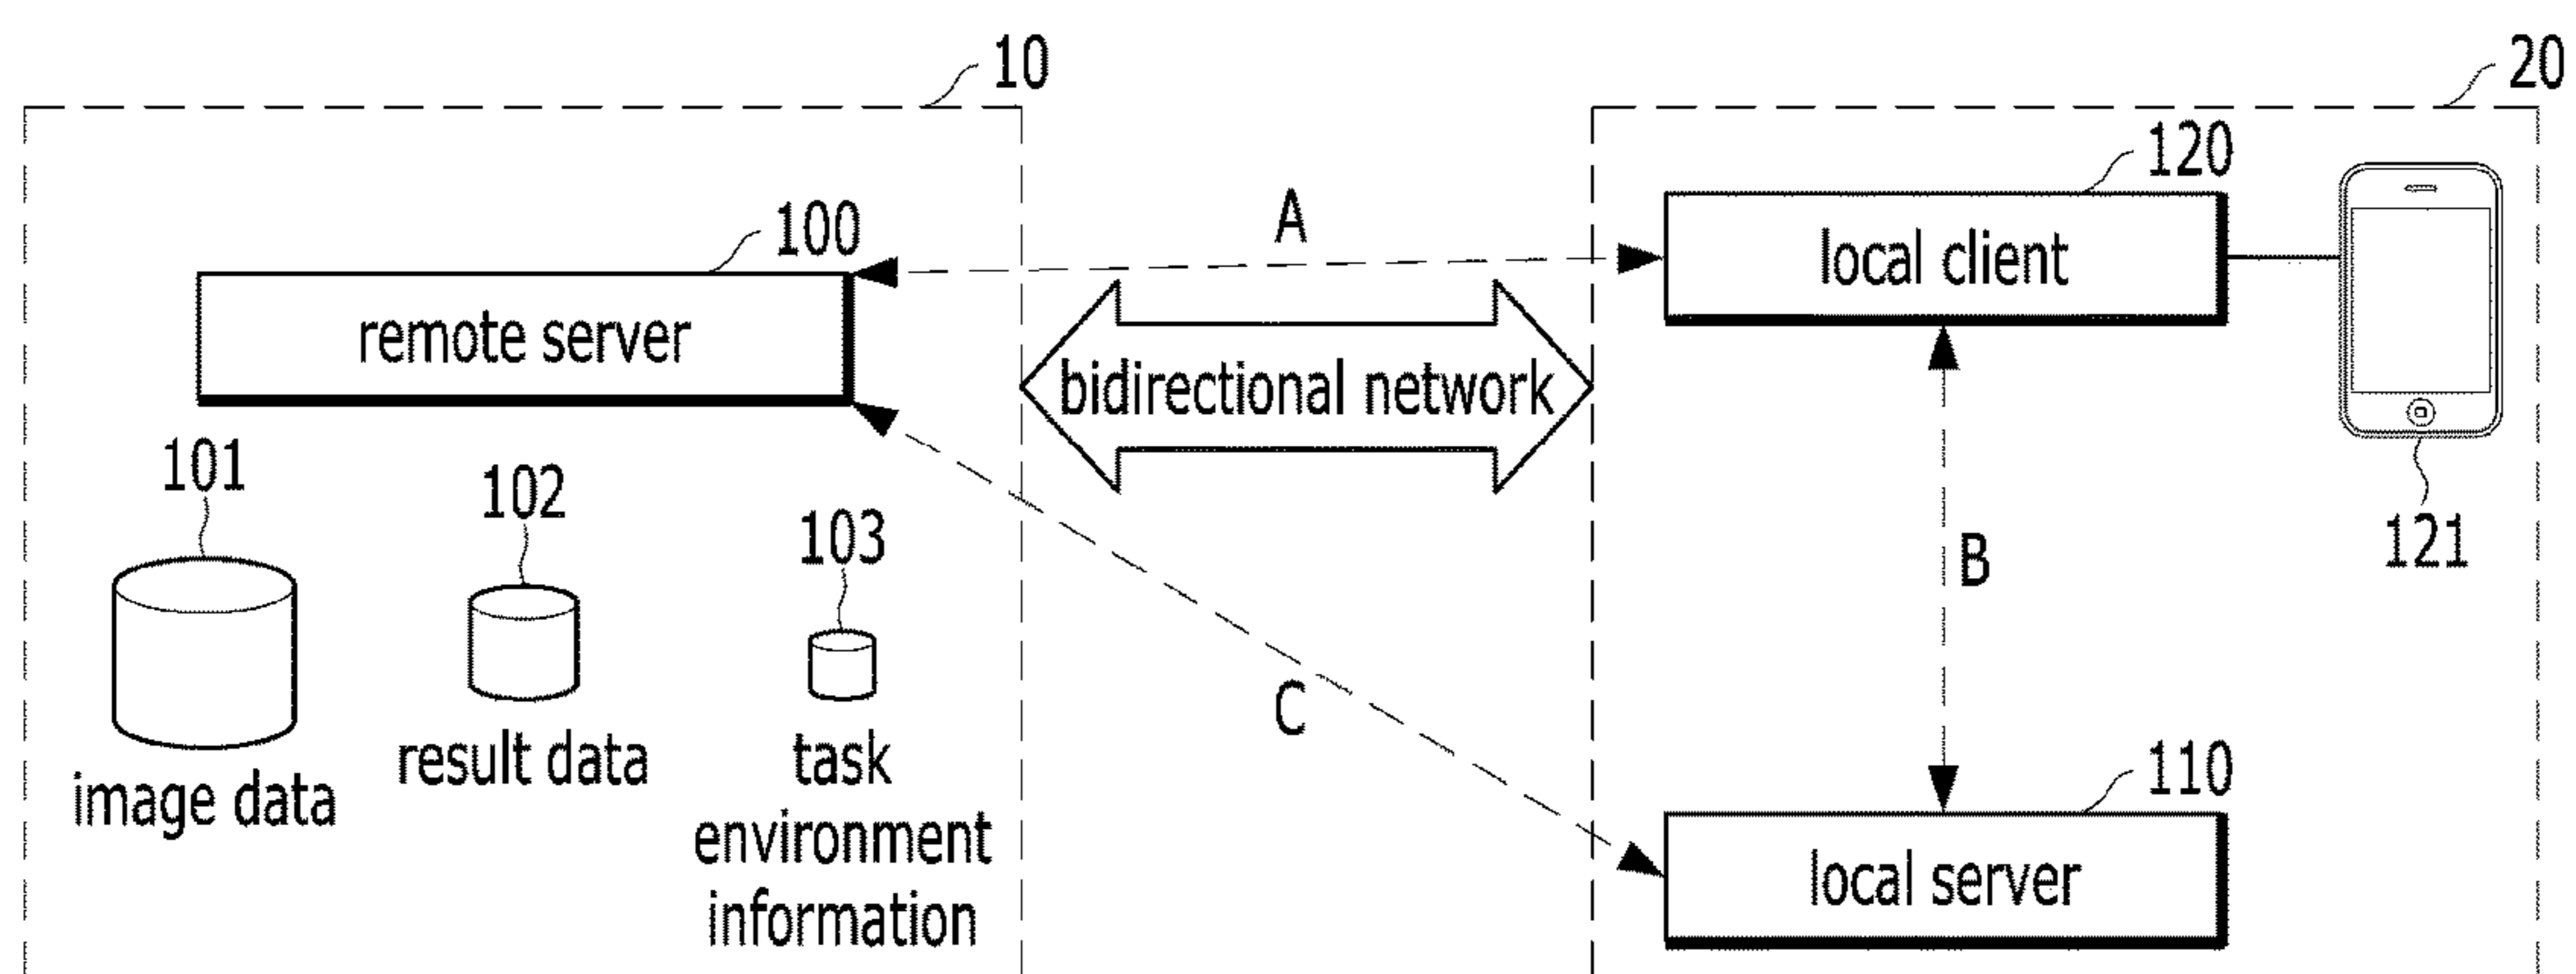 10
20
120
100
A
local client
remote server
bidirectional network
101
102
103
121
B
C
result data
task
environment
information
image data
110
local server